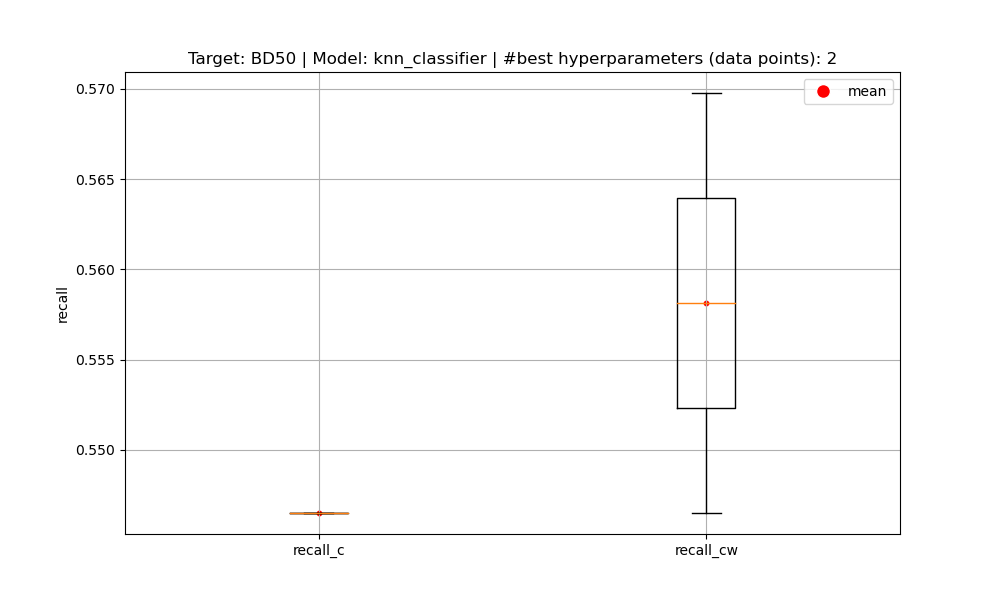 Target: BD50 | Model: knn_classifier | #best hyperparameters (data points): 2
mean
0.570
0.565
0.560
0.555
0.550
recall
recall_c
recall_cw